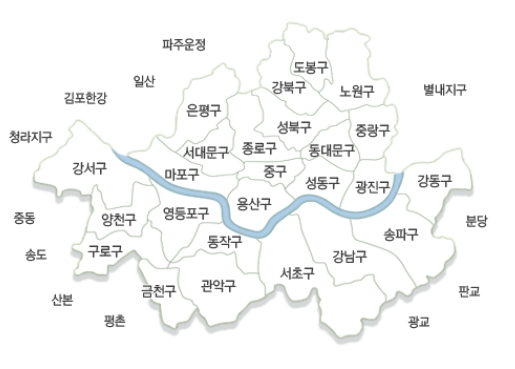 파주운정
도봉구
일산
강북구
노원구
별내지구
김포한강
은평구
성북구
중랑구
청라지구
서대문구
종로구
동대문구
강서구
마포구
중구
성동구
광진구
강동구
중동
양천구
영등포구
용산구
분당
송도
구로구
동작구
송파구
강남구
산본
금천구
관악구
서초구
판교
평촌
광교